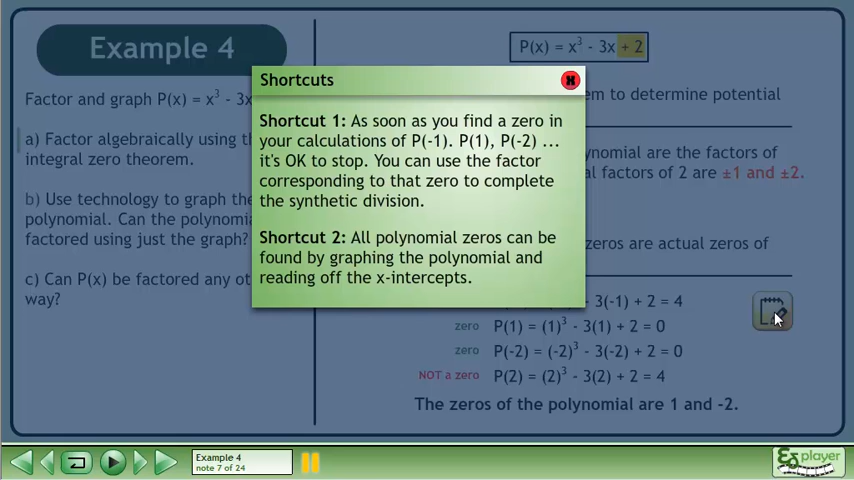 Example 4
P(x) = x³ - 3x + 2
Shortcuts
Factor and graph P(x) = x³ - 3x
em to determine potential
Shortcut 1: As soon as you find a zero in
your calculations of P(-1). P(1), P(-2) ...
it's OK to stop. You can use the factor
corresponding to that zero to complete
the synthetic division.
a) Factor algebraically using th
integral zero theorem.
ynomial are the factors of
al factors of 2 are ±1 and ±2.
b) Use technology to graph the
polynomial. Can the polynomia
factored using just the graph?
Shortcut 2: All polynomial zeros can be
found by graphing the polynomial and
reading off the x-intercepts.
zeros are actual zeros of
c) Can P(x) be factored any ot
way?
- 3(-1) + 2 = 4
zero P(1) = (1)³ - 3(1) + 2 = 0
zero P(-2) = (-2)³ - 3(-2) + 2 = 0
NOT a zero P(2) = (2)³ - 3(2) + 2 = 4
The zeros of the polynomial are 1 and -2.
Example 4
note 7 of 24
player